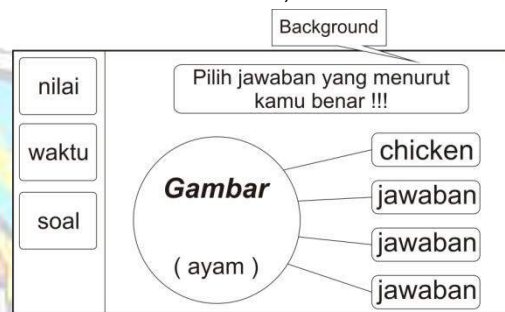 Background
nilai
waktu
soal
Pilih jawaban yang menurut
kamu benar !!!
Gambar
( ayam )
chicken
jawaban
jawaban
jawaban